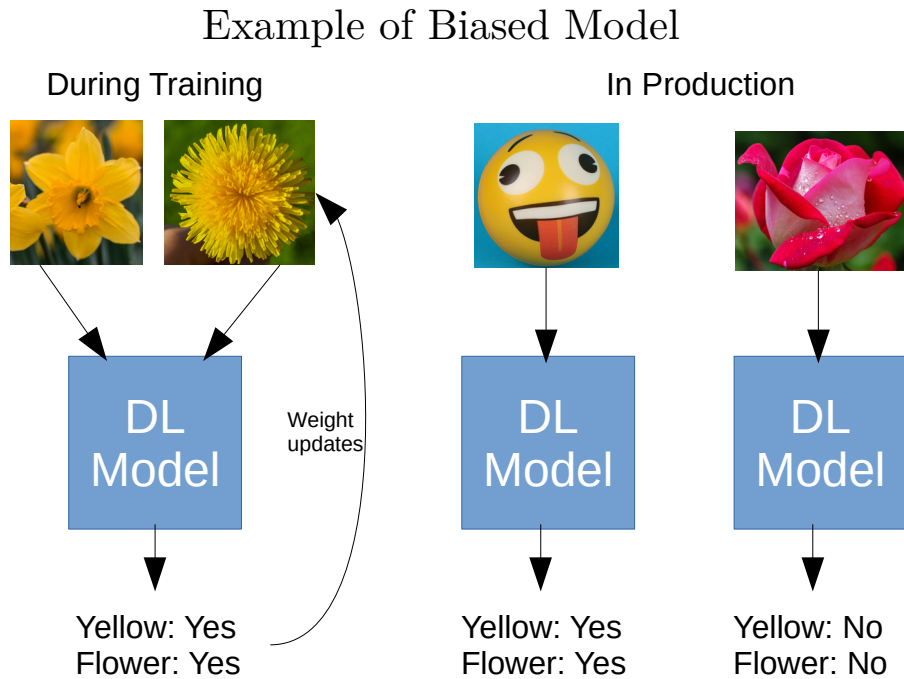 Example of Biased Model
During Training
In Production
DL
Model
Weight
updates
DL
Model
DL
Model
Yellow: Yes
Flower: Yes
Yellow: Yes
Flower: Yes
Yellow: No
Flower: No